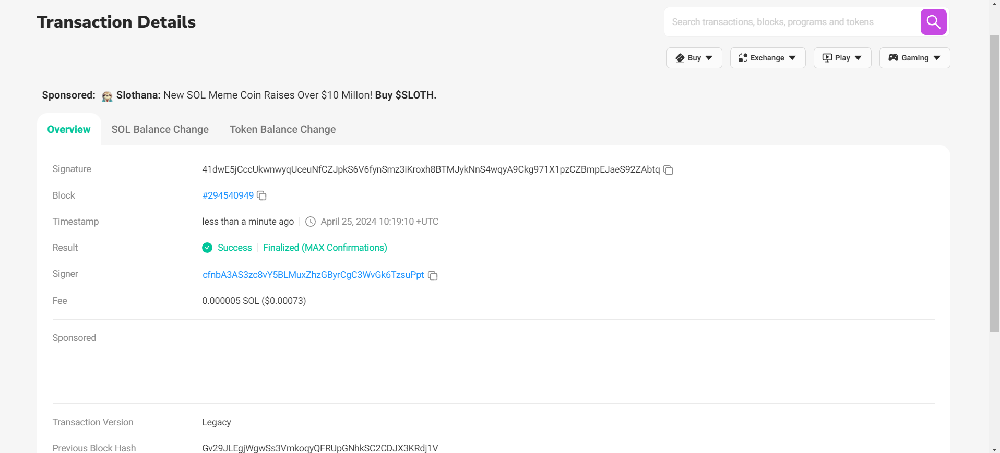 Transaction Details
Search transactions, blocks, programs and tokens
Buy
Exchange
Play
Gaming
Sponsored: Slothana: New SOL Meme Coin Raises Over $10 Millon! Buy $SLOTH.
Overview
SOL Balance Change
Token Balance Change
Signature
41dwE5jCccUkwnwyqUceuNfCZJpkS6V6fynSmz3iKroxh8BTMJykNnS4wqyA9Ckg971X1pzCZBmpEJaeS92ZAbtq
Block
#294540949
Timestamp
less than a minute ago
April 25, 2024 10:19:10 +UTC
Result
Success
Finalized (MAX Confirmations)
Signer
cfnbA3AS3zc8vY5BLMuxZhzGByrCgC3WvGk6TzsuPpt
Fee
0.000005 SOL ($0.00073)
Sponsored
Transaction Version
Legacy
Previous Block Hash
Gv29JLEgjWgwSs3VmkoqyQFRUpGNhkSC2CDJX3KRdj1V